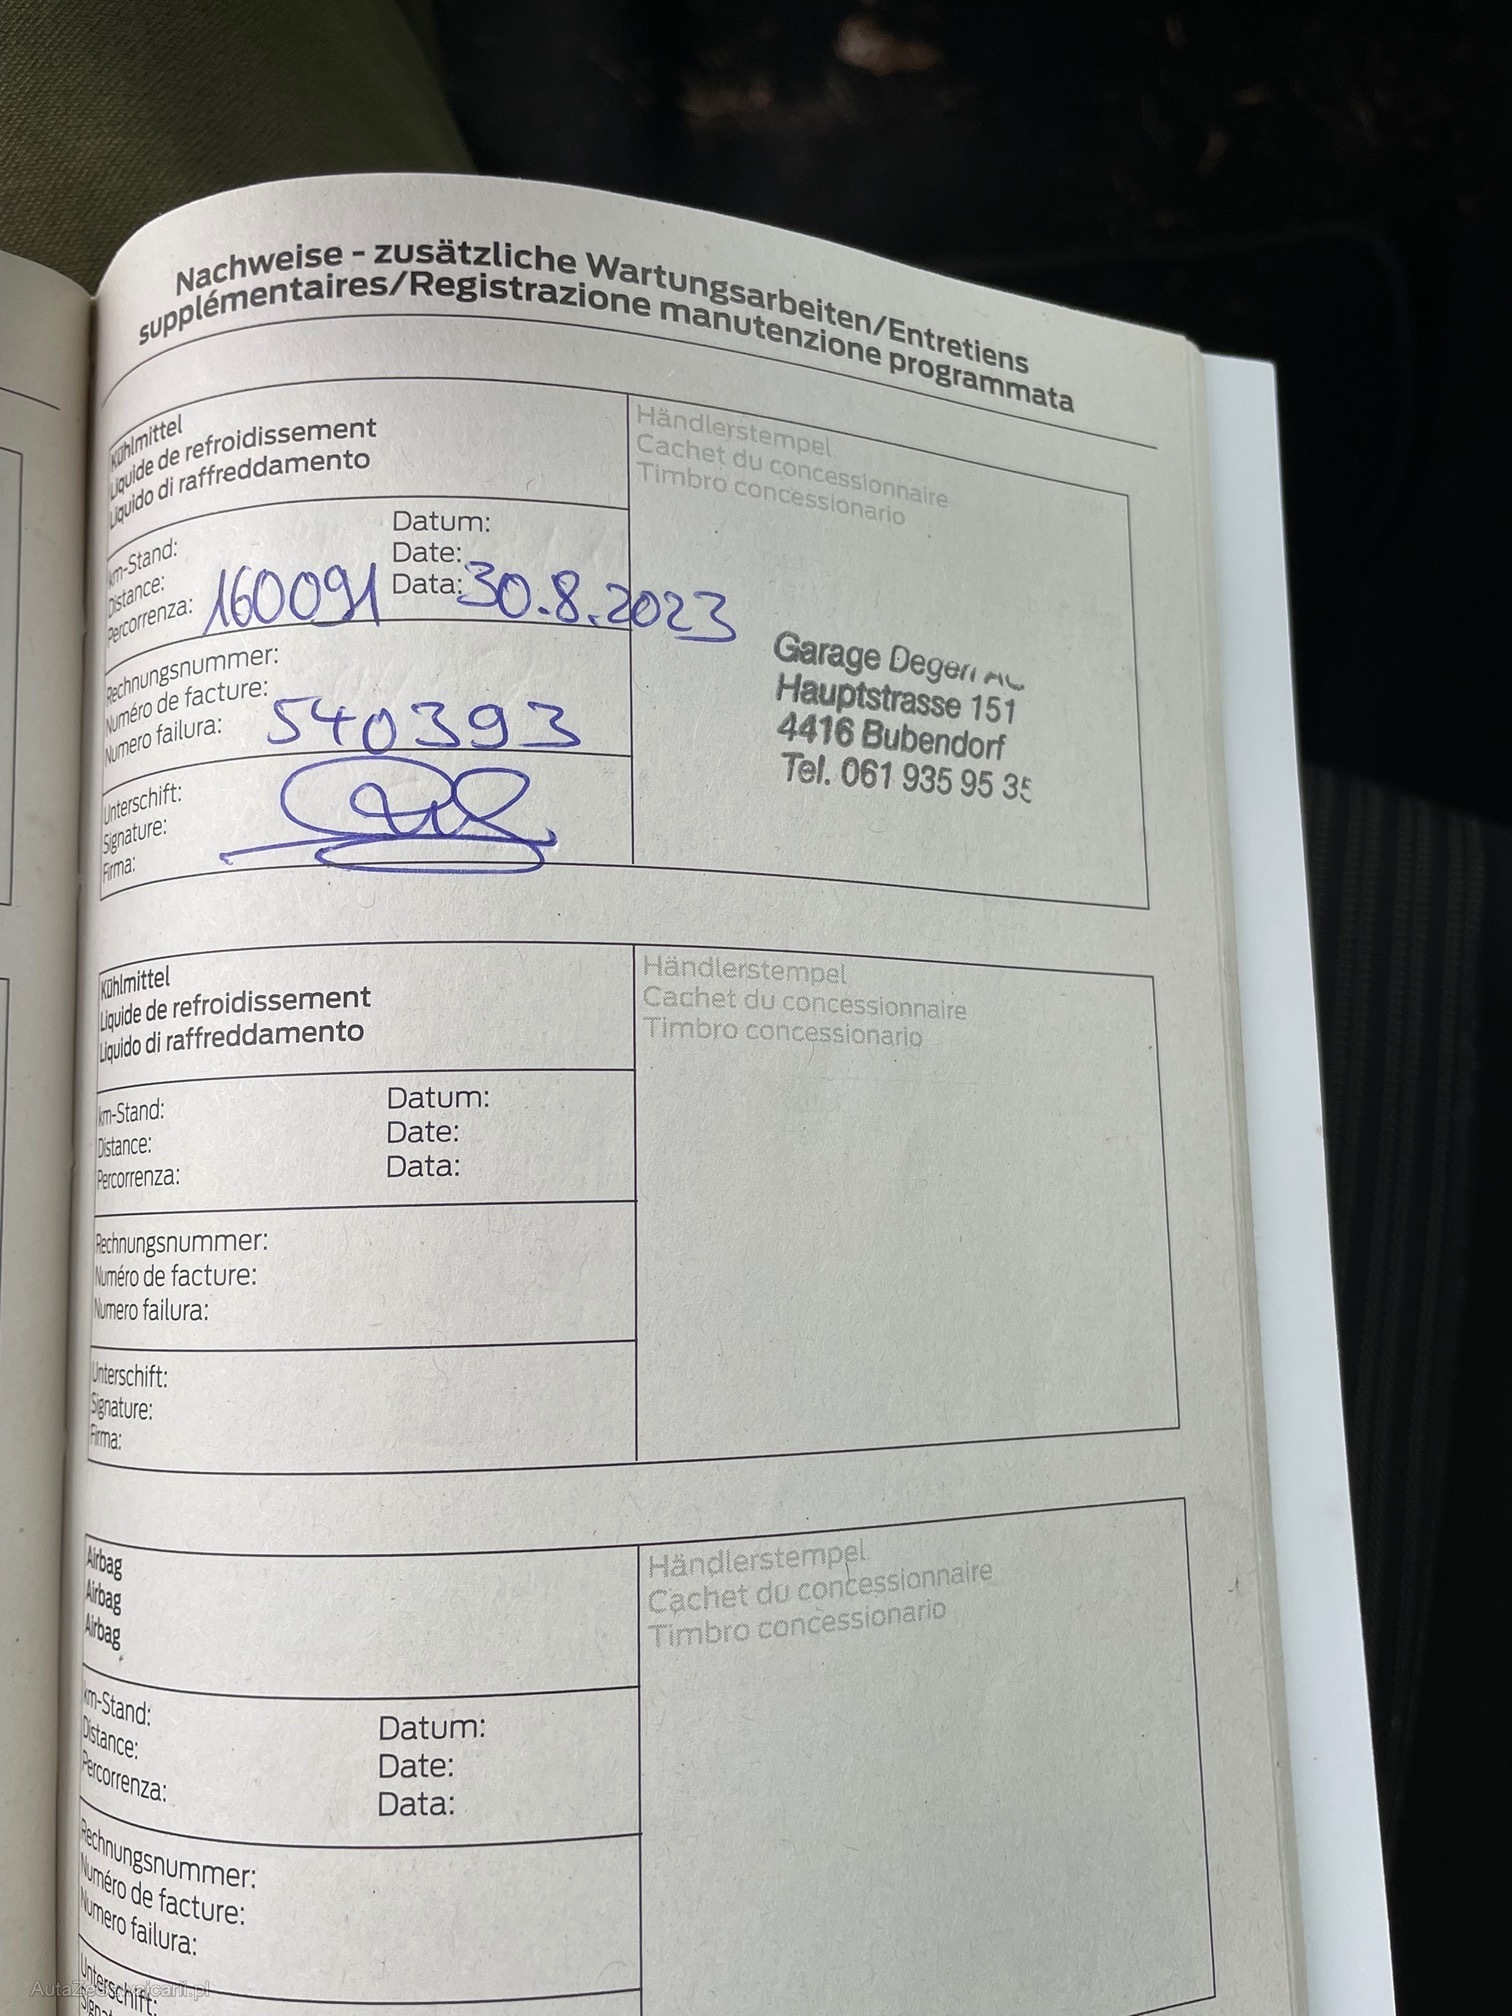 Nachweise - zusätzliche Wartungsarbeiten/Entretiens
supplémentaires/Registrazione manutenzione programmata
Kühlmittel
Liquide de refroidissement
Liquido di raffreddamento
Händlerstempel
Cachet du concessionnaire
Timbro concessionario
km-Stand:
Distance:
Percorrenza: 160091
Datum:
Date:
Data: 30.8.2023
Rechnungsnummer:
Numéro de facture:
Numero failura: 540393
Unterschift:
Signature:
Firma:
Garage Degen AG
Hauptstrasse 151
4416 Bubendorf
Tel. 061 935 95 35
Kühlmittel
Liquide de refroidissement
Liquido di raffreddamento
Händlerstempel
Cachet du concessionnaire
Timbro concessionario
km-Stand:
Distance:
Percorrenza:
Datum:
Date:
Data:
Rechnungsnummer:
Numéro de facture:
Numero failura:
Unterschift:
Signature:
Firma:
Airbag
Airbag
Airbag
Händlerstempel
Cachet du concessionnaire
Timbro concessionario
km-Stand:
Distance:
Percorrenza:
Datum:
Date:
Data:
Rechnungsnummer:
Numéro de facture:
Numero failura:
Unterschift: